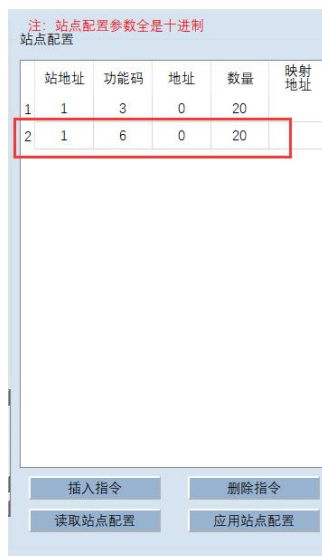 注：站点配置参数全是十进制
站点配置
站地址 功能码 地址 数量 映射地址
1 1 3 0 20
2 1 6 0 20
插入指令 删除指令
读取站点配置 应用站点配置